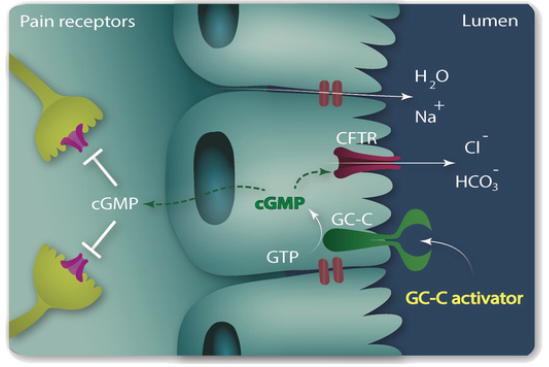 Pain receptors
Lumen
H₂O
Na⁺
CFTR
Cl⁻
HCO₃⁻
cGMP
cGMP
GC-C
GTP
GC-C activator